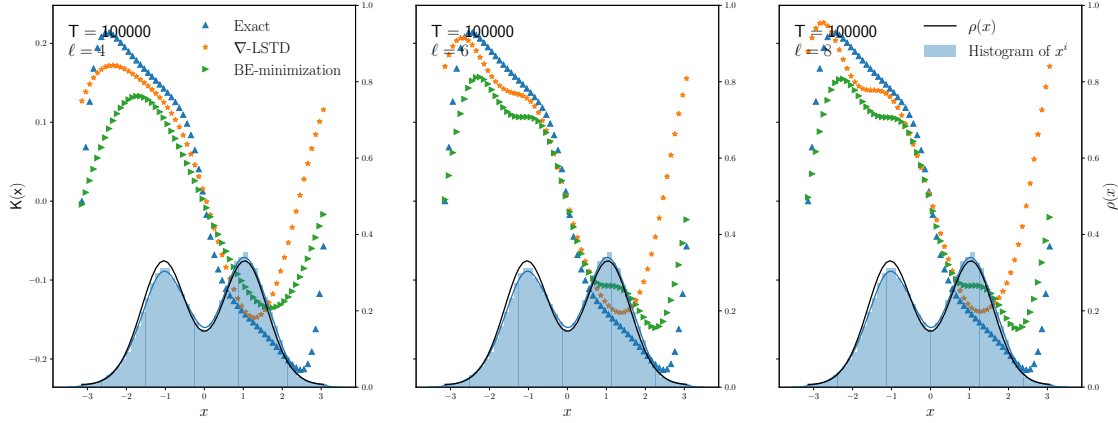 T = 100000
ℓ = 4
Exact
∇-LSTD
BE-minimization
K(x)
0.2
0.1
0.0
−0.1
−0.2
1.0
0.8
0.6
0.4
0.2
0.0
−3 −2 −1 0 1 2 3
x
T = 100000
ℓ = 6
1.0
0.8
0.6
0.4
0.2
0.0
−3 −2 −1 0 1 2 3
x
T = 100000
ℓ = 8
ρ(x)
Histogram of xⁱ
1.0
0.8
0.6
0.4
0.2
0.0
ρ(x)
−3 −2 −1 0 1 2 3
x